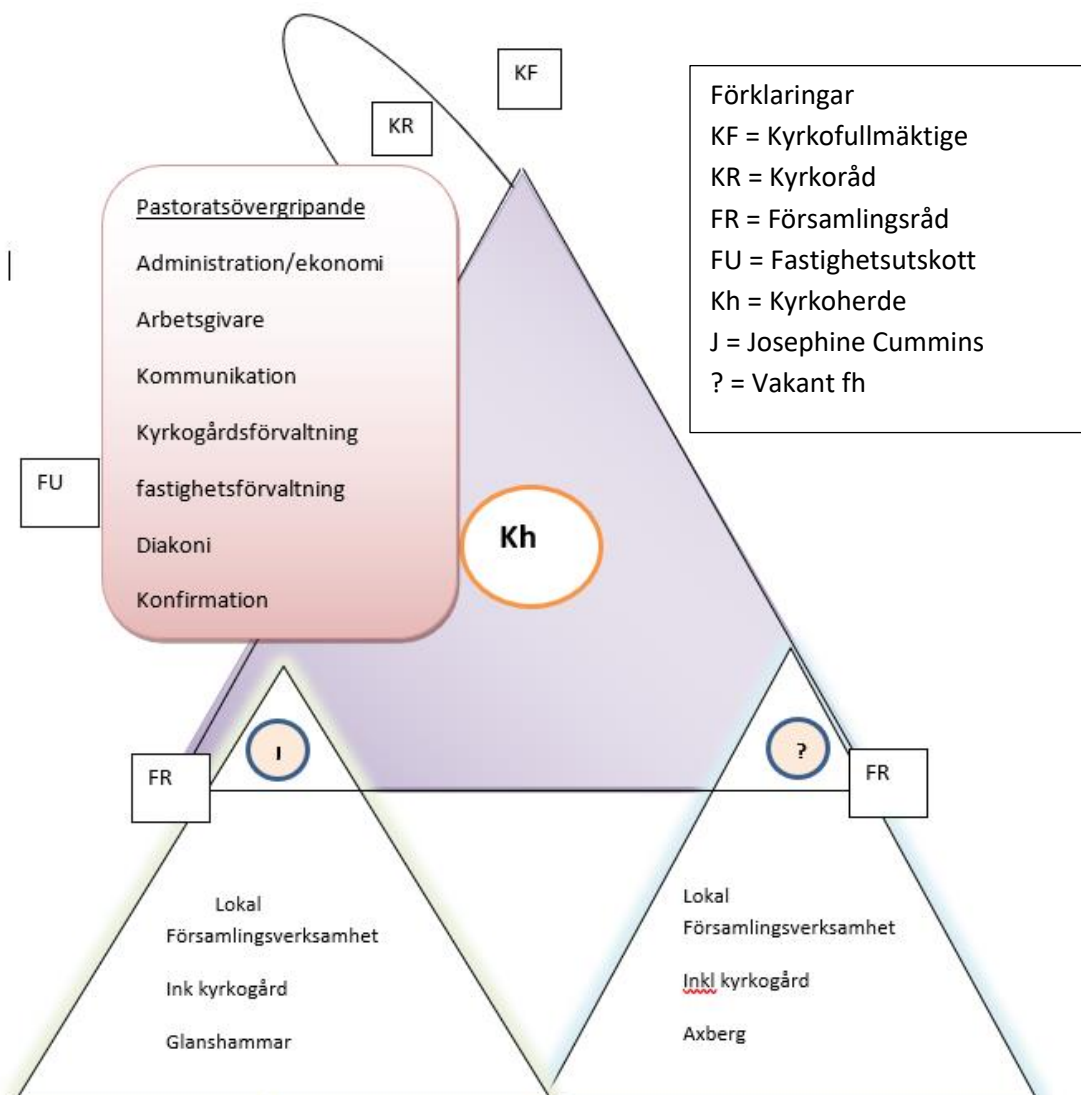 KF
KR
Förklaringar
KF = Kyrkofullmäktige
KR = Kyrkoråd
FR = Församlingsråd
FU = Fastighetsutskott
Kh = Kyrkoherde
J = Josephine Cummins
? = Vakant fh
Pastoratsövergripande
Administration/ekonomi
Arbetsgivare
Kommunikation
Kyrkogårdsförvaltning
fastighetsförvaltning
Diakoni
Konfirmation
FU
Kh
FR
J
?
FR
Lokal
Församlingsverksamhet
Ink kyrkogård
Glanshammar
Lokal
Församlingsverksamhet
Inkl kyrkogård
Axberg